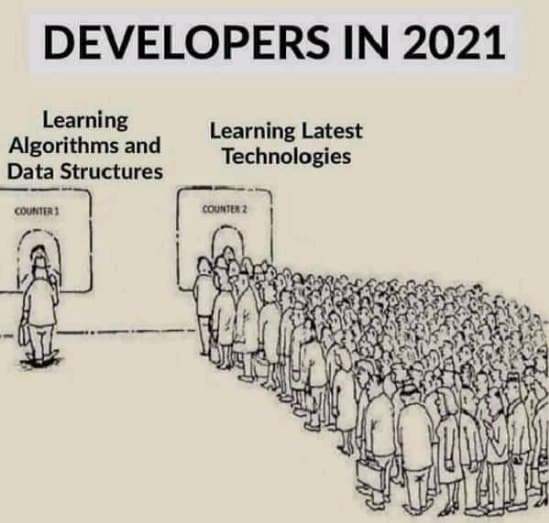 DEVELOPERS IN 2021
Learning
Algorithms and
Data Structures
Learning Latest
Technologies
COUNTER 1
COUNTER 2